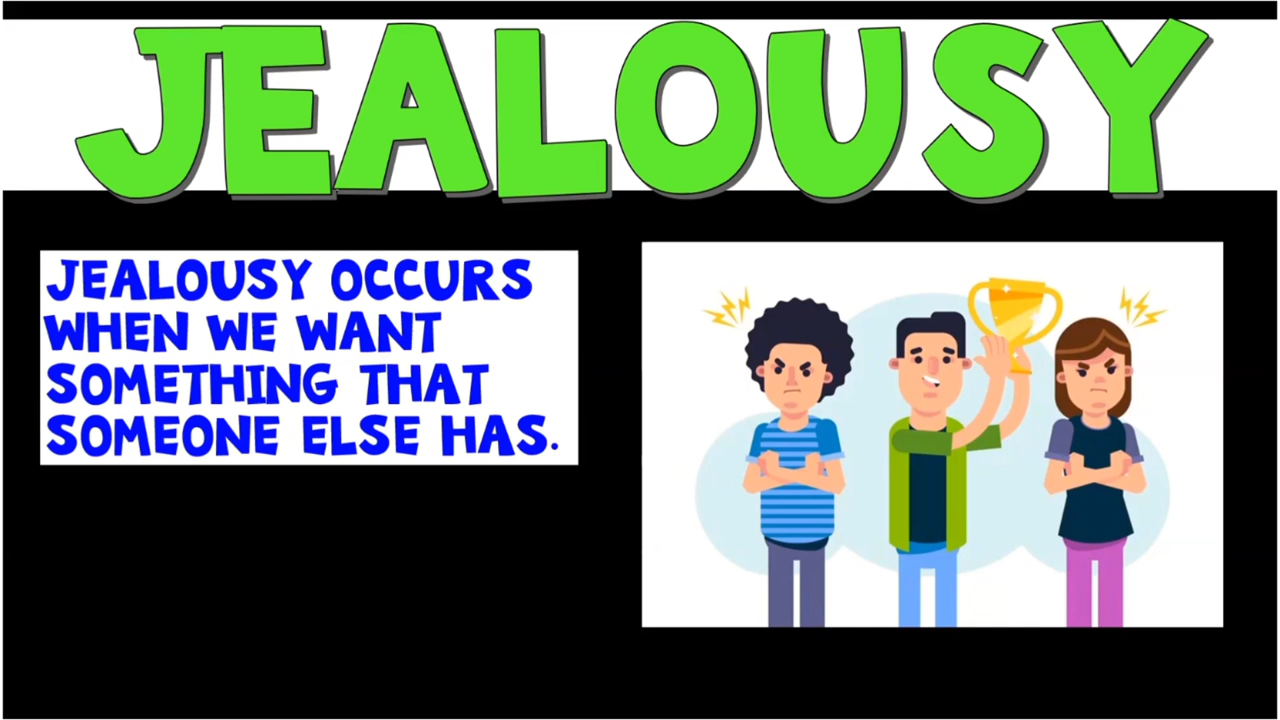 JEALOUSY
JEALOUSY OCCURS
WHEN WE WANT
SOMETHING THAT
SOMEONE ELSE HAS.